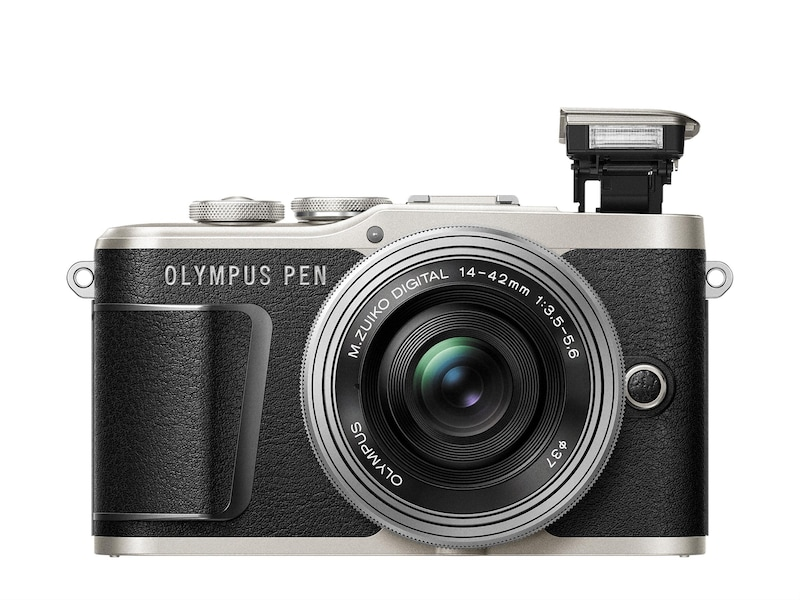 OLYMPUS PEN
M.ZUIKO DIGITAL 14-42mm 1:3.5-5.6
ϕ37
OLYMPUS